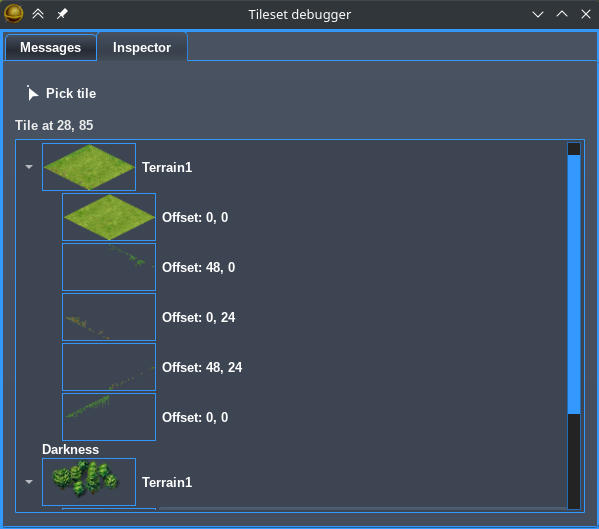 Tileset debugger
Messages
Inspector
Pick tile
Tile at 28, 85
Terrain1
Offset: 0, 0
Offset: 48, 0
Offset: 0, 24
Offset: 48, 24
Offset: 0, 0
Darkness
Terrain1